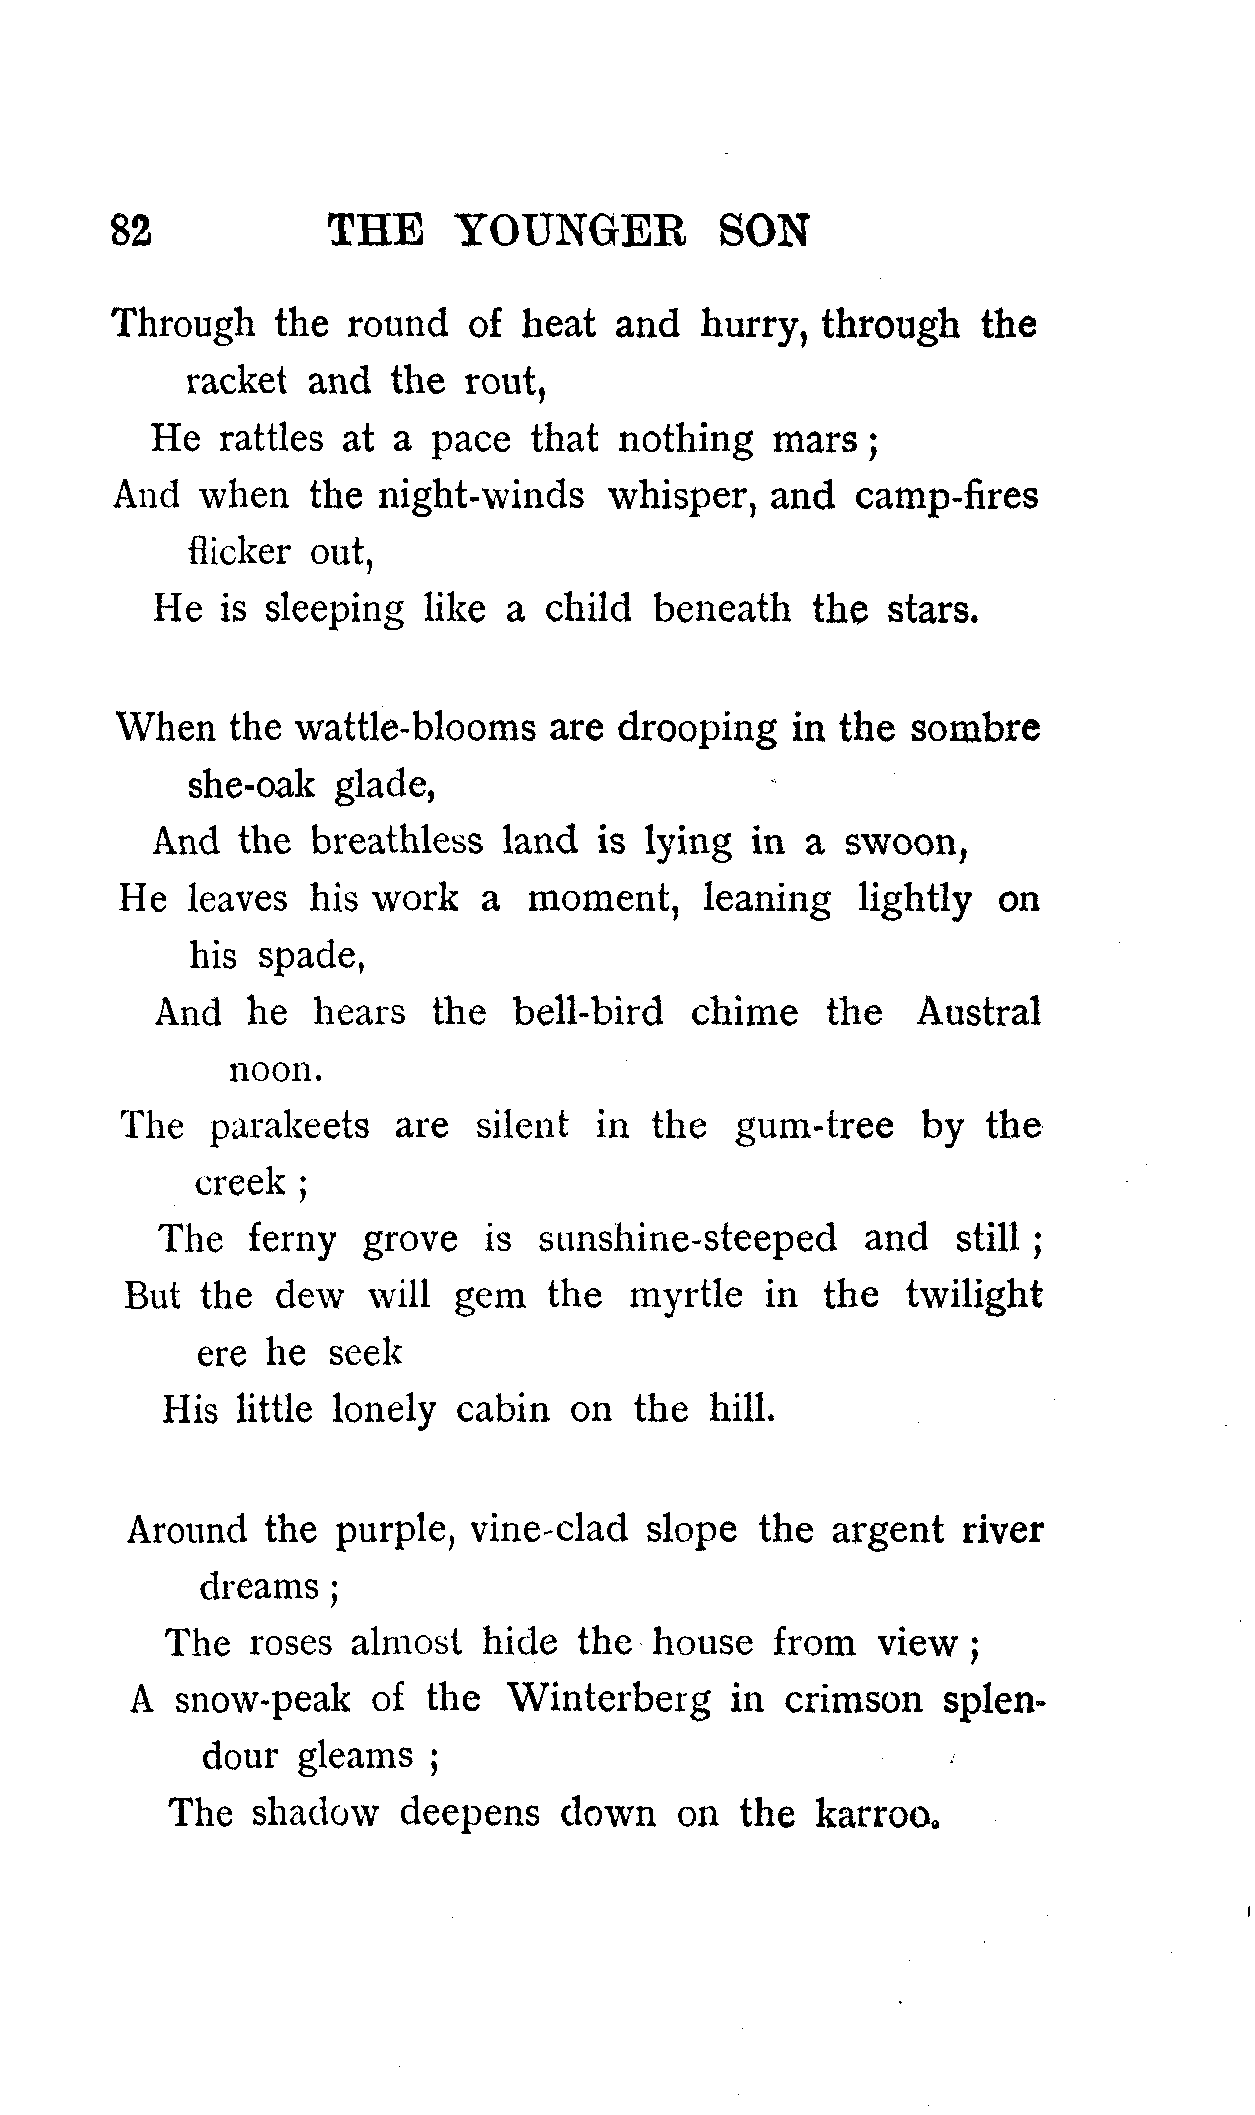 82 THE YOUNGER SON
Through the round of heat and hurry, through the
racket and the rout,
He rattles at a pace that nothing mars ;
And when the night-winds whisper, and camp-fires
flicker out,
He is sleeping like a child beneath the stars.
When the wattle-blooms are drooping in the sombre
she-oak glade,
And the breathless land is lying in a swoon,
He leaves his work a moment, leaning lightly on
his spade,
And he hears the bell-bird chime the Austral
noon.
The parakeets are silent in the gum-tree by the
creek ;
The ferny grove is sunshine-steeped and still ;
But the dew will gem the myrtle in the twilight
ere he seek
His little lonely cabin on the hill.
Around the purple, vine-clad slope the argent river
dreams ;
The roses almost hide the house from view ;
A snow-peak of the Winterberg in crimson splen-
dour gleams ;
The shadow deepens down on the karroo.